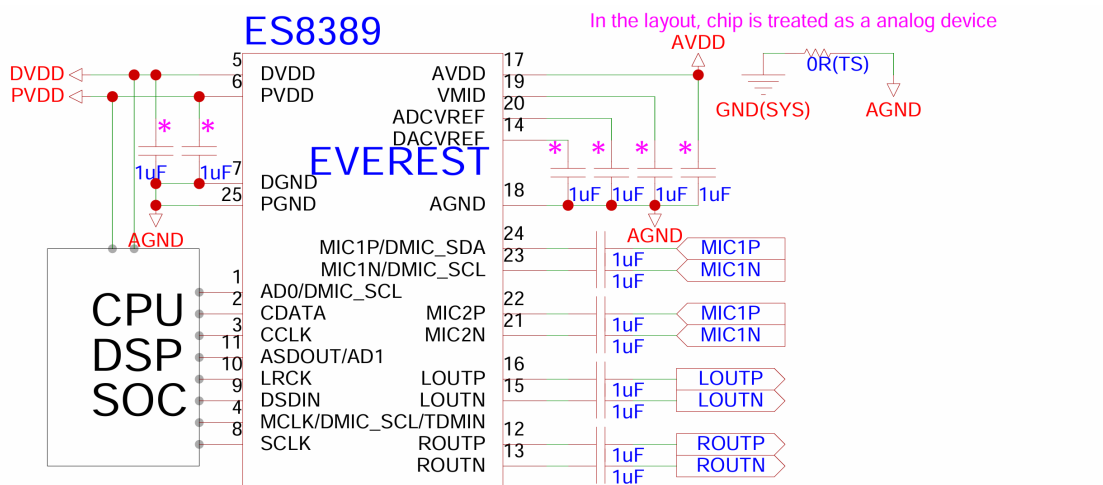 In the layout, chip is treated as a analog device
ES8389
AVDD
5 DVDD AVDD 17
DVDD
0R(TS)
6 PVDD VMID 19
PVDD
GND(SYS) AGND
ADCVREF 20
DACVREF 14
* * * * * *
EVEREST
1uF 1uF
7 DGND
1uF 1uF 1uF 1uF
25 PGND AGND 18
AGND AGND
MIC1P/DMIC_SDA 24 1uF MIC1P
MIC1N/DMIC_SCL 23 1uF MIC1N
CPU
DSP
SOC
1 AD0/DMIC_SCL
2 CDATA MIC2P 22 1uF MIC1P
3 CCLK MIC2N 21 1uF MIC1N
11 ASDOUT/AD1
10 LRCK LOUTP 16 1uF LOUTP
9 DSDIN LOUTN 15 1uF LOUTN
4 MCLK/DMIC_SCL/TDMIN
8 SCLK ROUTP 12 1uF ROUTP
ROUTN 13 1uF ROUTN